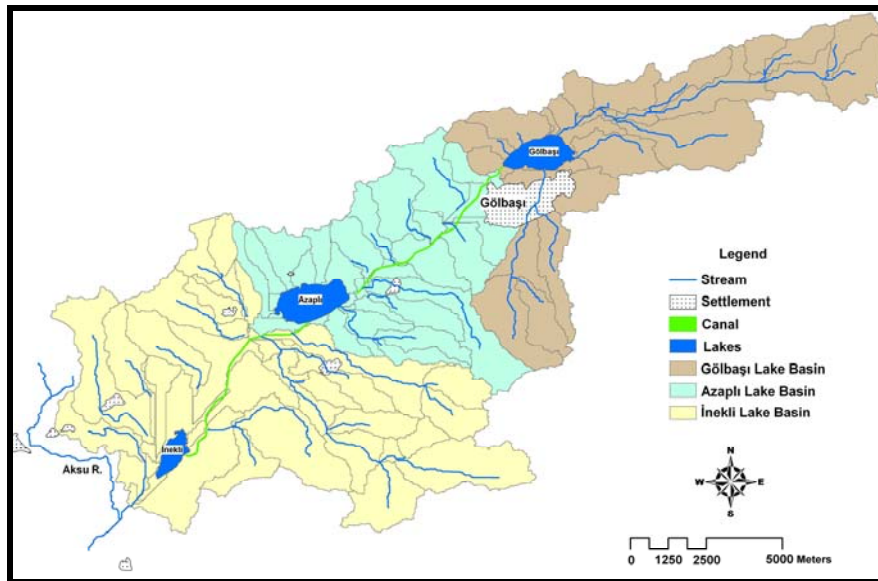 Gölbaşı
Gölbaşı
Azaplı
İnekli
Aksu R.
Legend
Stream
Settlement
Canal
Lakes
Gölbaşı Lake Basin
Azaplı Lake Basin
İnekli Lake Basin
N
W
E
S
0 1250 2500 5000 Meters